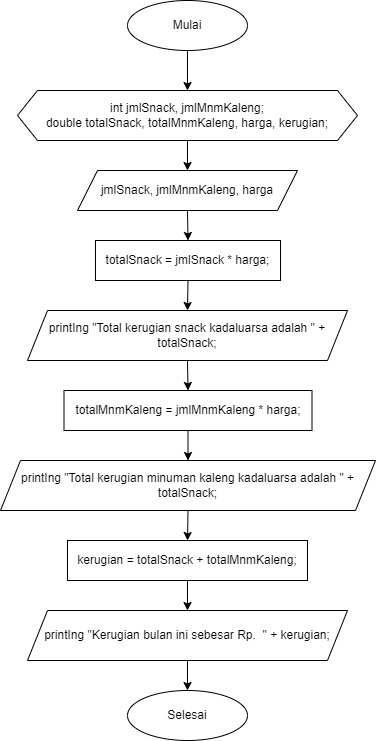 Mulai
int jmlSnack, jmlMnmKaleng;
double totalSnack, totalMnmKaleng, harga, kerugian;
jmlSnack, jmlMnmKaleng, harga
totalSnack = jmlSnack * harga;
printlng "Total kerugian snack kadaluarsa adalah " +
totalSnack;
totalMnmKaleng = jmlMnmKaleng * harga;
printlng "Total kerugian minuman kaleng kadaluarsa adalah " +
totalSnack;
kerugian = totalSnack + totalMnmKaleng;
printlng "Kerugian bulan ini sebesar Rp.  " + kerugian;
Selesai